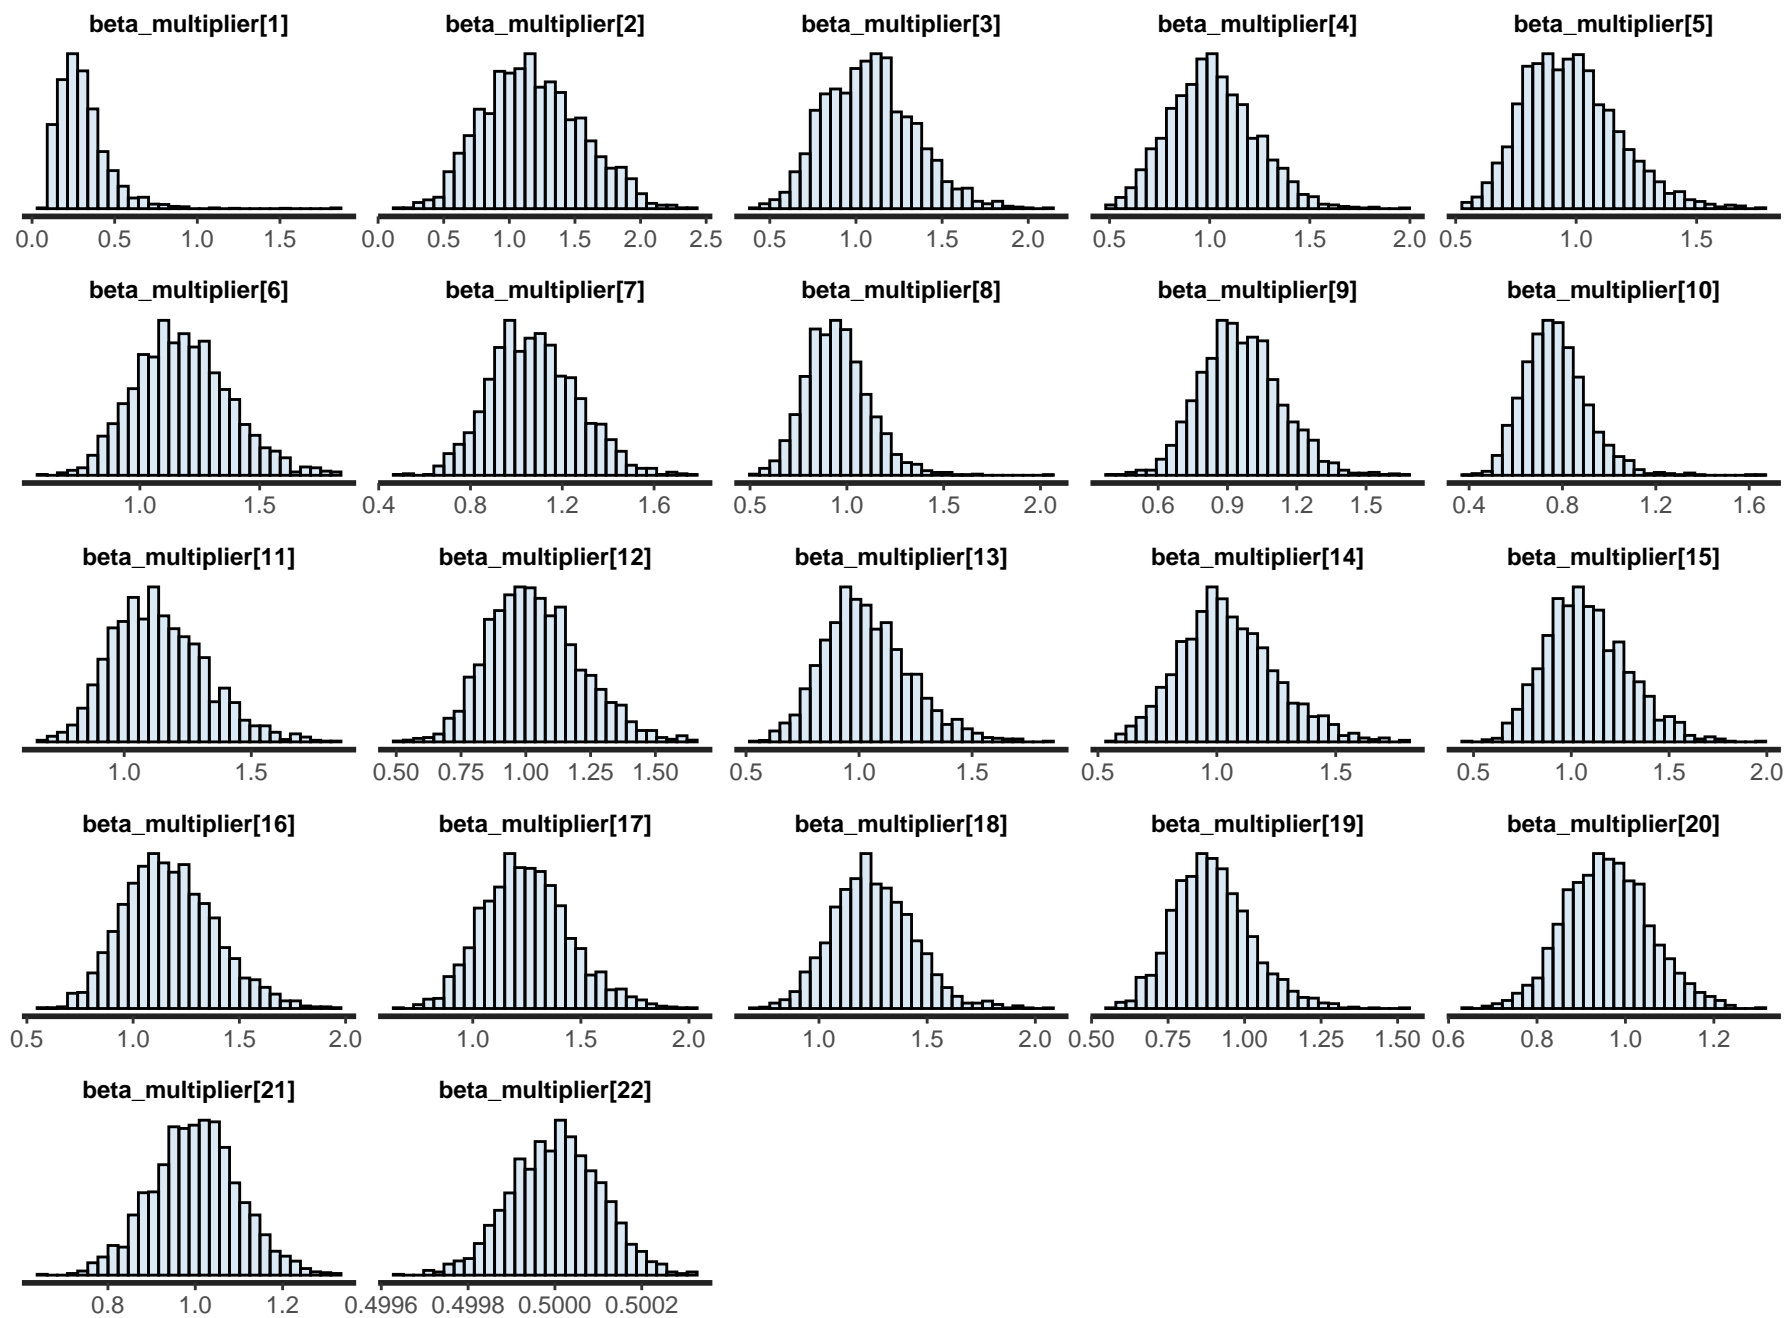 beta_multiplier[1] beta_multiplier[2] beta_multiplier[3] beta_multiplier[4] beta_multiplier[5]
0.0 0.5 1.0 1.5 0.0 0.5 1.0 1.5 2.0 2.5 0.5 1.0 1.5 2.0 0.5 1.0 1.5 2.0 0.5 1.0 1.5
beta_multiplier[6] beta_multiplier[7] beta_multiplier[8] beta_multiplier[9] beta_multiplier[10]
1.0 1.5 0.4 0.8 1.2 1.6 0.5 1.0 1.5 2.0 0.6 0.9 1.2 1.5 0.4 0.8 1.2 1.6
beta_multiplier[11] beta_multiplier[12] beta_multiplier[13] beta_multiplier[14] beta_multiplier[15]
1.0 1.5 0.50 0.75 1.00 1.25 1.50 0.5 1.0 1.5 0.5 1.0 1.5 0.5 1.0 1.5 2.0
beta_multiplier[16] beta_multiplier[17] beta_multiplier[18] beta_multiplier[19] beta_multiplier[20]
0.5 1.0 1.5 2.0 1.0 1.5 2.0 1.0 1.5 2.0 0.50 0.75 1.00 1.25 1.50 0.6 0.8 1.0 1.2
beta_multiplier[21] beta_multiplier[22]
0.8 1.0 1.2 0.4996 0.4998 0.5000 0.5002